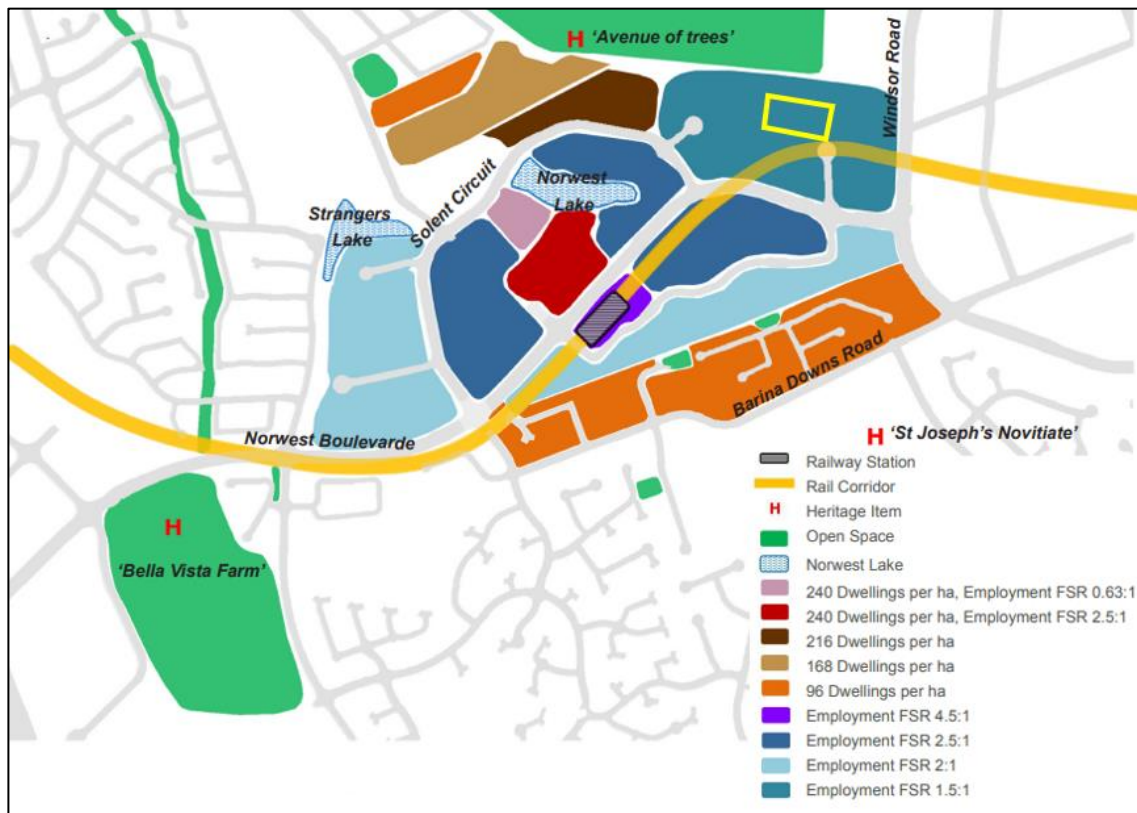 H 'Avenue of trees'
Windsor Road
Norwest
Lake
Solent Circuit
Strangers
Lake
Barina Downs Road
Norwest Boulevarde
H 'St Joseph's Novitiate'
H
'Bella Vista Farm'
Railway Station
Rail Corridor
H Heritage Item
Open Space
Norwest Lake
240 Dwellings per ha, Employment FSR 0.63:1
240 Dwellings per ha, Employment FSR 2.5:1
216 Dwellings per ha
168 Dwellings per ha
96 Dwellings per ha
Employment FSR 4.5:1
Employment FSR 2.5:1
Employment FSR 2:1
Employment FSR 1.5:1